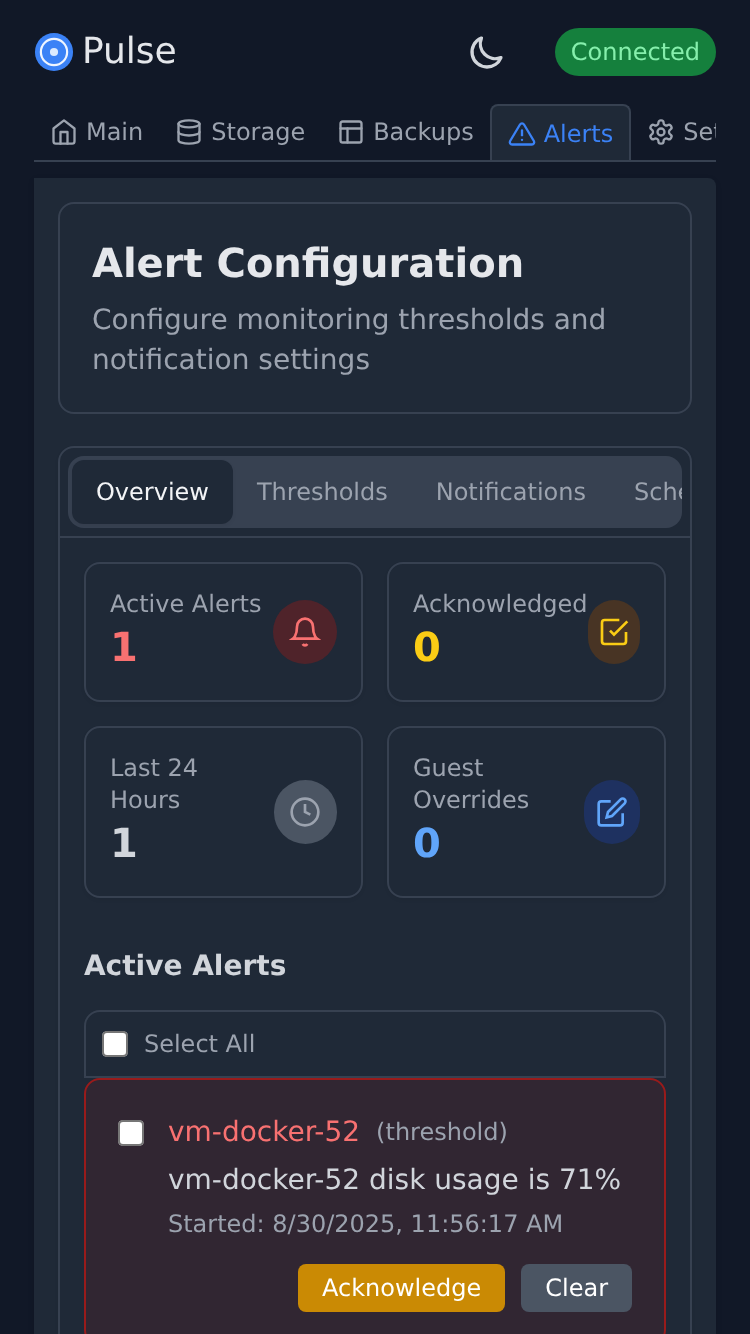 Pulse
Connected
Main Storage Backups Alerts
Alert Configuration
Configure monitoring thresholds and
notification settings
Overview Thresholds Notifications
Active Alerts
1
Acknowledged
0
Last 24
Hours
1
Guest
Overrides
0
Active Alerts
Select All
vm-docker-52 (threshold)
vm-docker-52 disk usage is 71%
Started: 8/30/2025, 11:56:17 AM
Acknowledge Clear